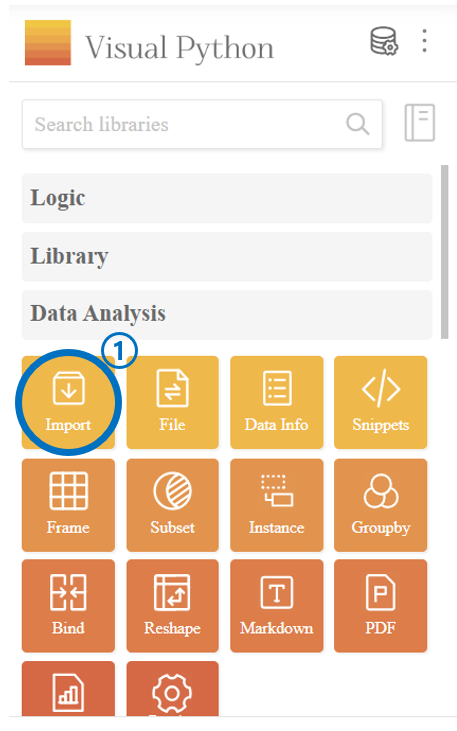 Visual Python
Search libraries
Logic
Library
Data Analysis
1
Import File Data Info Snippets
Frame Subset Instance Groupby
Bind Reshape Markdown PDF